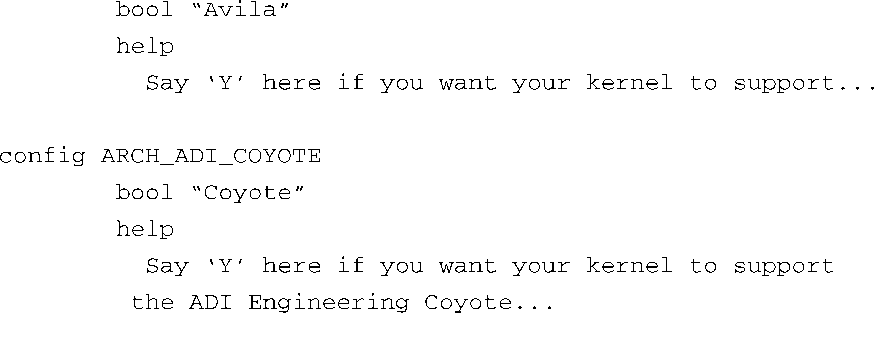 bool “Avila”
help
Say ‘Y’ here if you want your kernel to support...
config ARCH_ADI_COYOTE
bool “Coyote”
help
Say ‘Y’ here if you want your kernel to support
the ADI Engineering Coyote...